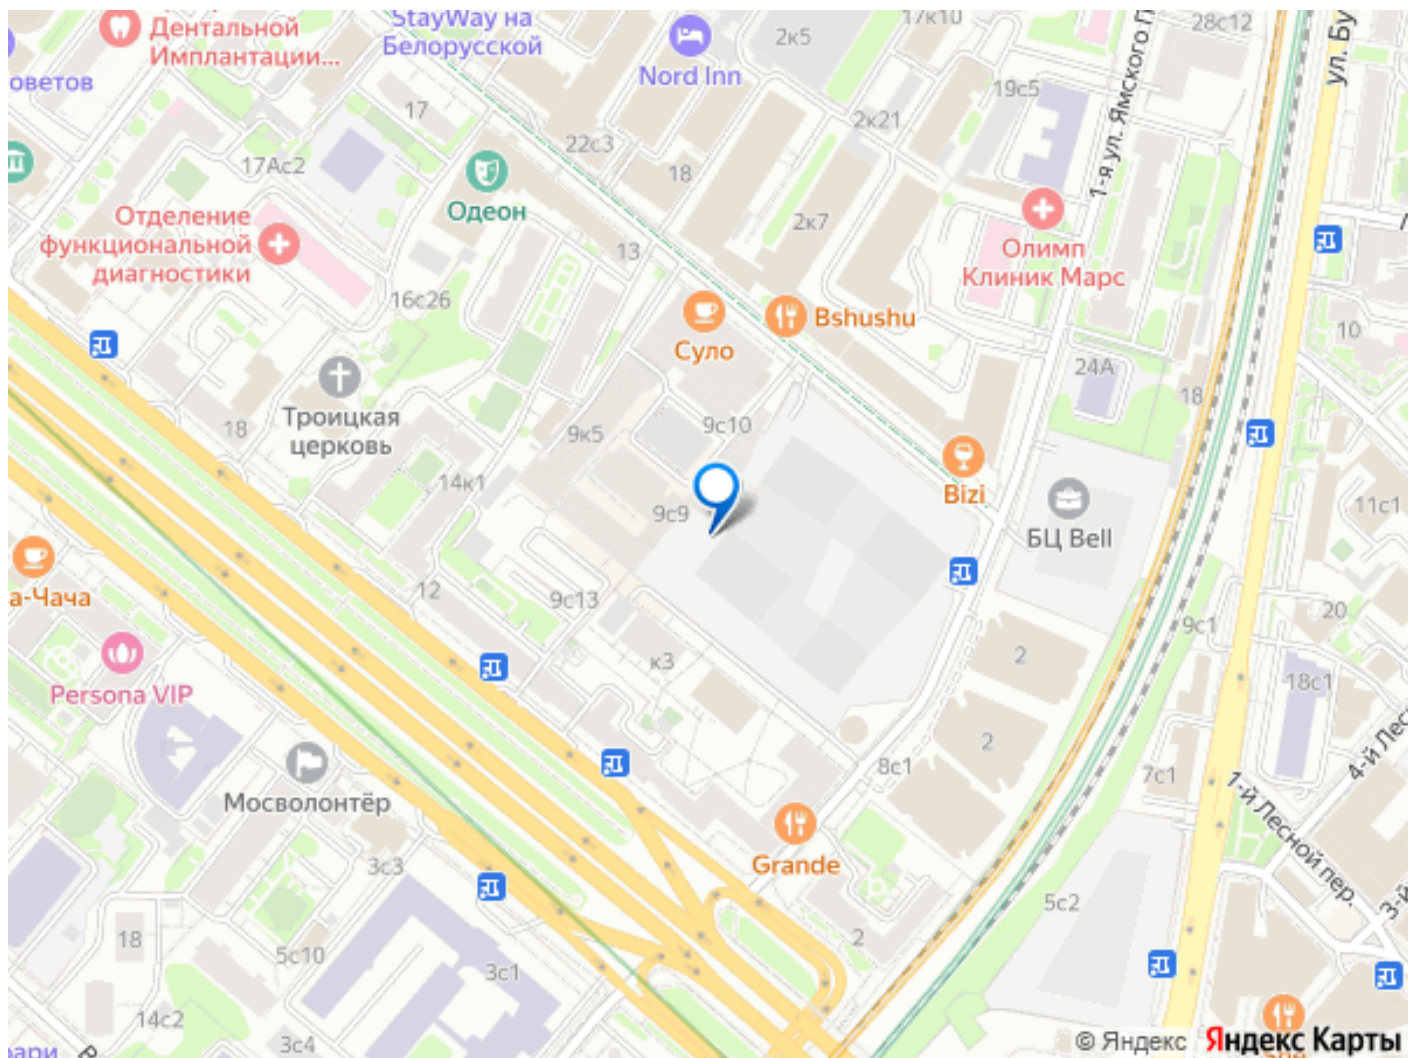 StayWay на
Белорусской
17к10
28с12
Дентальной
Имплантации...
2к5
ул. Бу
Nord Inn
оветов
19с5
17
2к21
22с3
17Ас2
18
1-я ул. Ямского П
Одеон
Отделение
функциональной
диагностики
2к7
13
Олимп
Клиник Марс
16с26
Bshushu
10
Суло
24А
18
Троицкая
церковь
18
9к5
9с10
14к1
Bizi
11с1
9с9
БЦ Bell
12
а-Чача
9с13
20
9с1
2
к3
18с1
Persona VIP
2
8с1
7с1
4-й Лес
1-й Лесной пер.
Мосволонтёр
Grande
3с3
5с2
3-й
18
2
5с10
3с1
14с2
3с4
© Яндекс
Яндекс Карты